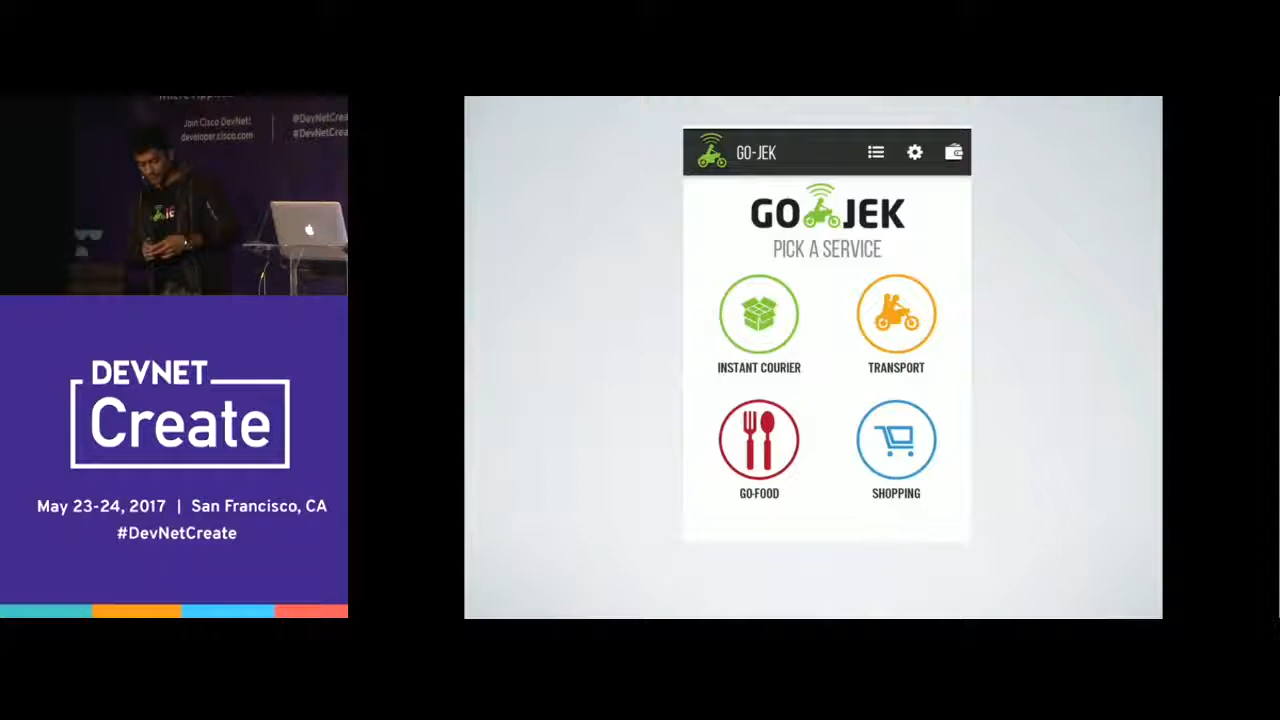 Join Cisco DevNet!
developer.cisco.com
@DevNetCrea
#DevNetCrea
JEK
DEVNET
Create
May 23-24, 2017 | San Francisco, CA
#DevNetCreate
GO-JEK
GO JEK
PICK A SERVICE
INSTANT COURIER
TRANSPORT
GO-FOOD
SHOPPING